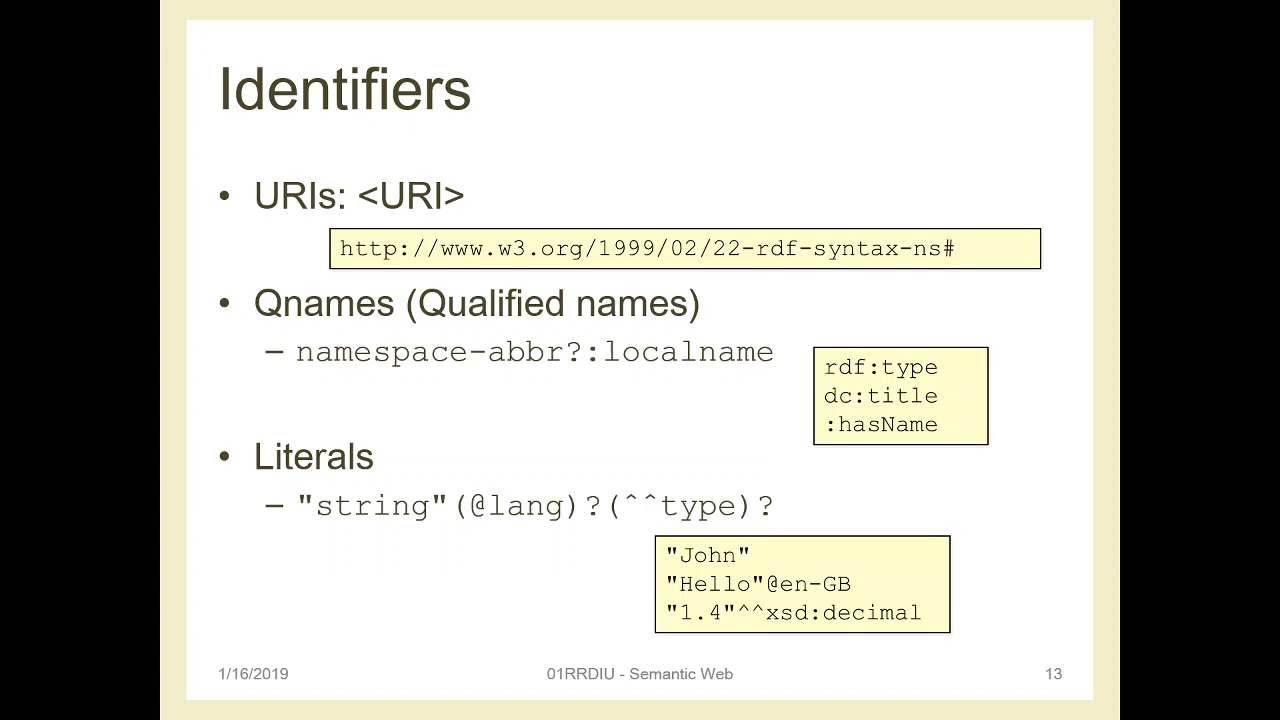 Identifiers
• URIs: <URI>
http://www.w3.org/1999/02/22-rdf-syntax-ns#
• Qnames (Qualified names)
– namespace-abbr?:localname
rdf:type
dc:title
:hasName
• Literals
– "string"(@lang)?(^^type)?
"John"
"Hello"@en-GB
"1.4"^^xsd:decimal
1/16/2019 01RRDIU - Semantic Web 13